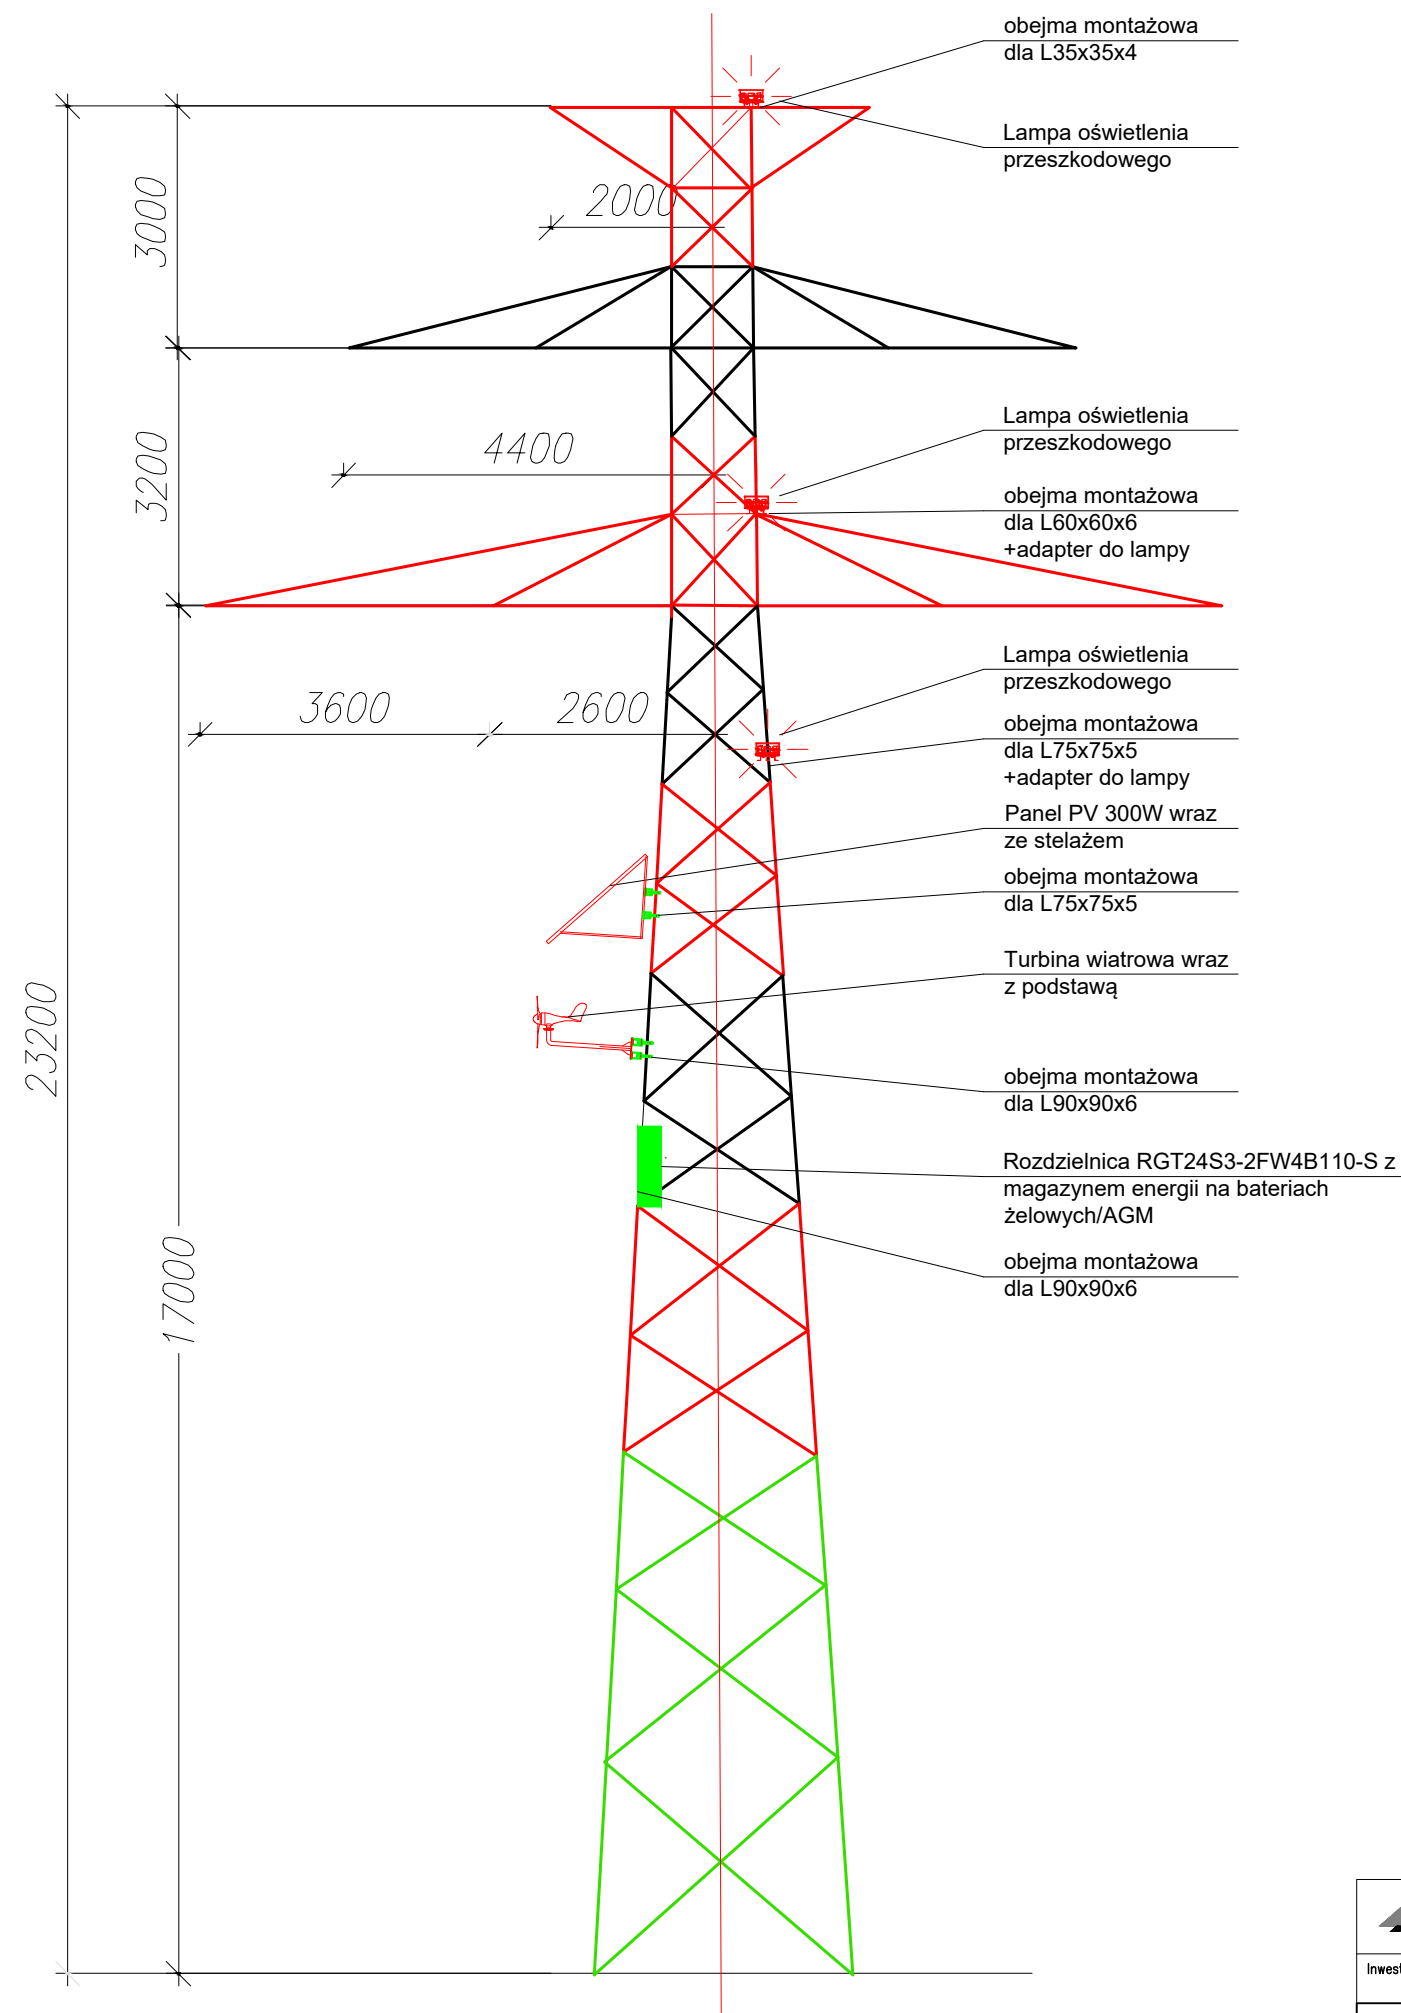 obejma montażowa
dla L35x35x4
Lampa oświetlenia
przeszkodowego
3000
2000
Lampa oświetlenia
przeszkodowego
3200
4400
obejma montażowa
dla L60x60x6
+adapter do lampy
Lampa oświetlenia
przeszkodowego
3600
2600
obejma montażowa
dla L75x75x5
+adapter do lampy
Panel PV 300W wraz
ze stelażem
obejma montażowa
dla L75x75x5
Turbina wiatrowa wraz
z podstawą
23200
obejma montażowa
dla L90x90x6
Rozdzielnica RGT24S3-2FW4B110-S z
magazynem energii na bateriach
żelowych/AGM
17000
obejma montażowa
dla L90x90x6
Inwest